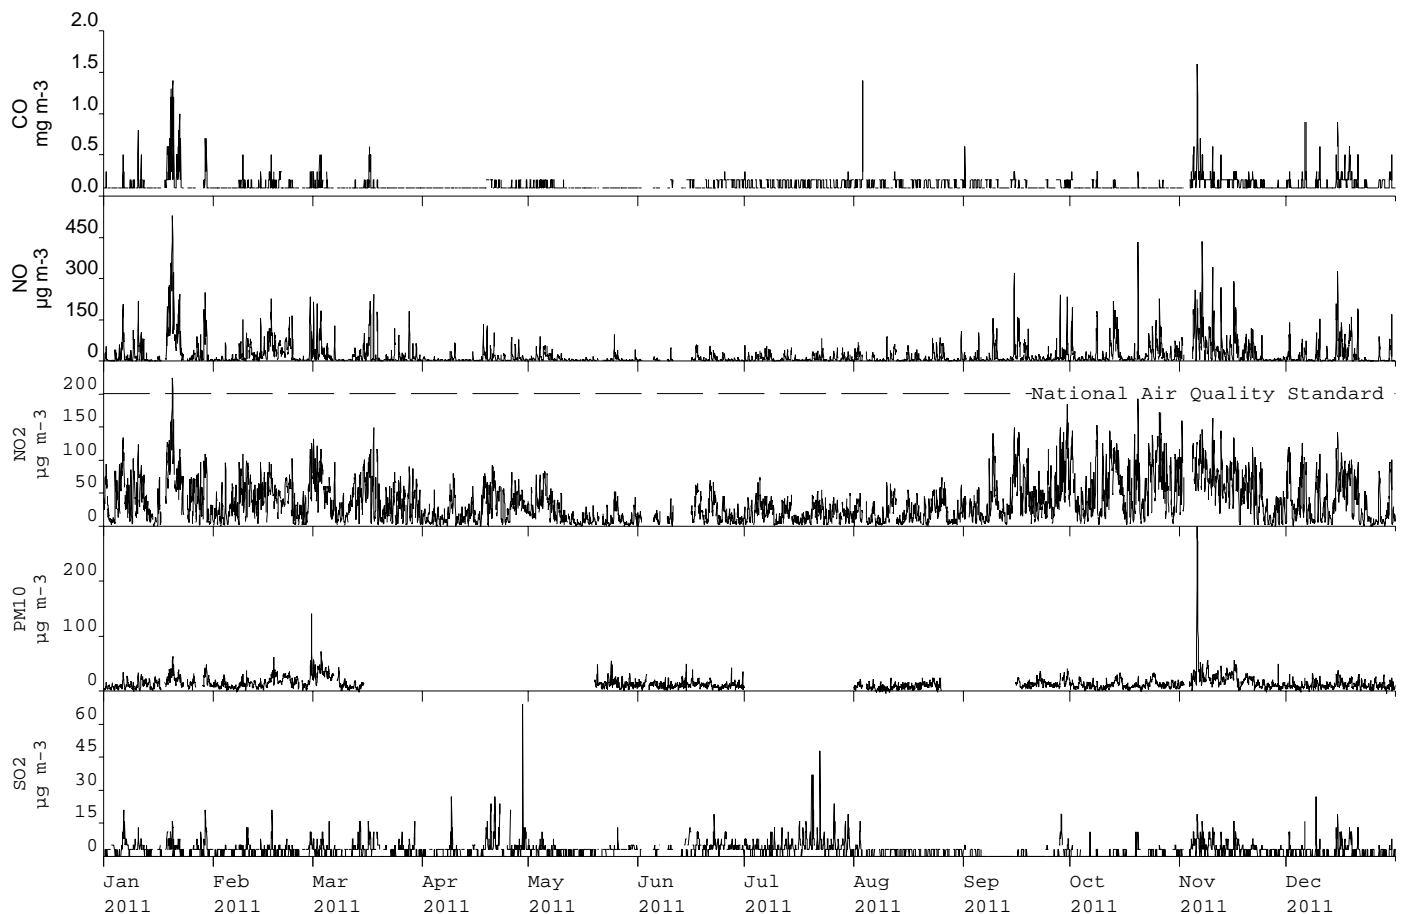 2.0
1.5
1.0
0.5
0.0
CO
mg m-3
450
300
150
0
NO
µg m-3
200
150
100
50
0
NO2
µg m-3
National Air Quality Standard
200
100
0
PM10
µg m-3
60
45
30
15
0
SO2
µg m-3
Jan Feb Mar Apr May Jun Jul Aug Sep Oct Nov Dec
2011 2011 2011 2011 2011 2011 2011 2011 2011 2011 2011 2011